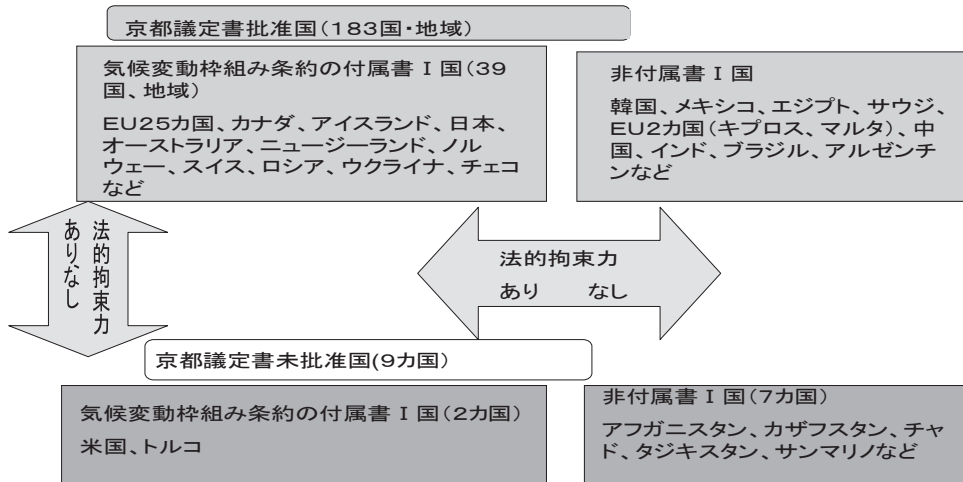 京都議定書批准国(183国・地域)
気候変動枠組み条約の付属書Ⅰ国(39
国、地域)
EU25カ国、カナダ、アイスランド、日本、
オーストラリア、ニュージーランド、ノル
ウェー、スイス、ロシア、ウクライナ、チェコ
など
非付属書Ⅰ国
韓国、メキシコ、エジプト、サウジ、
EU2カ国(キプロス、マルタ)、中
国、インド、ブラジル、アルゼンチ
ンなど
法的拘束力
あり、なし
法的拘束力
あり なし
京都議定書未批准国(9カ国)
気候変動枠組み条約の付属書Ⅰ国(2カ国)
米国、トルコ
非付属書Ⅰ国(7カ国)
アフガニスタン、カザフスタン、チャ
ド、タジキスタン、サンマリノなど